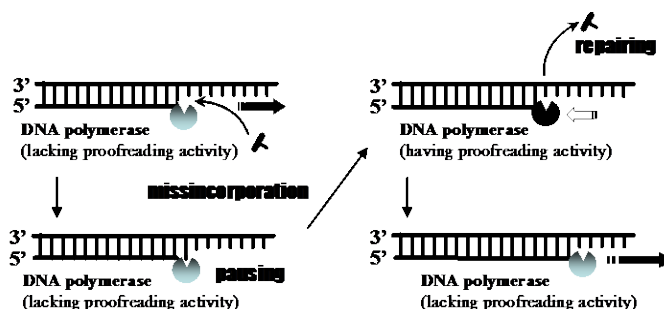 repairing
3’
5’
DNA polymerase
(lacking proofreading activity)
3’
5’
DNA polymerase
(having proofreading activity)
missincorporation
3’
5’
pausing
DNA polymerase
(lacking proofreading activity)
3’
5’
DNA polymerase
(lacking proofreading activity)